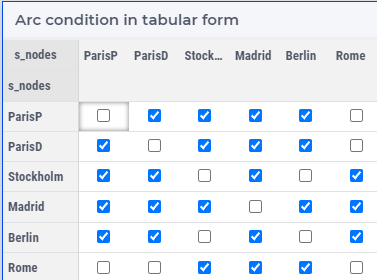 Arc condition in tabular form
s_nodes ParisP ParisD Stock... Madrid Berlin Rome
s_nodes
ParisP
ParisD
Stockholm
Madrid
Berlin
Rome